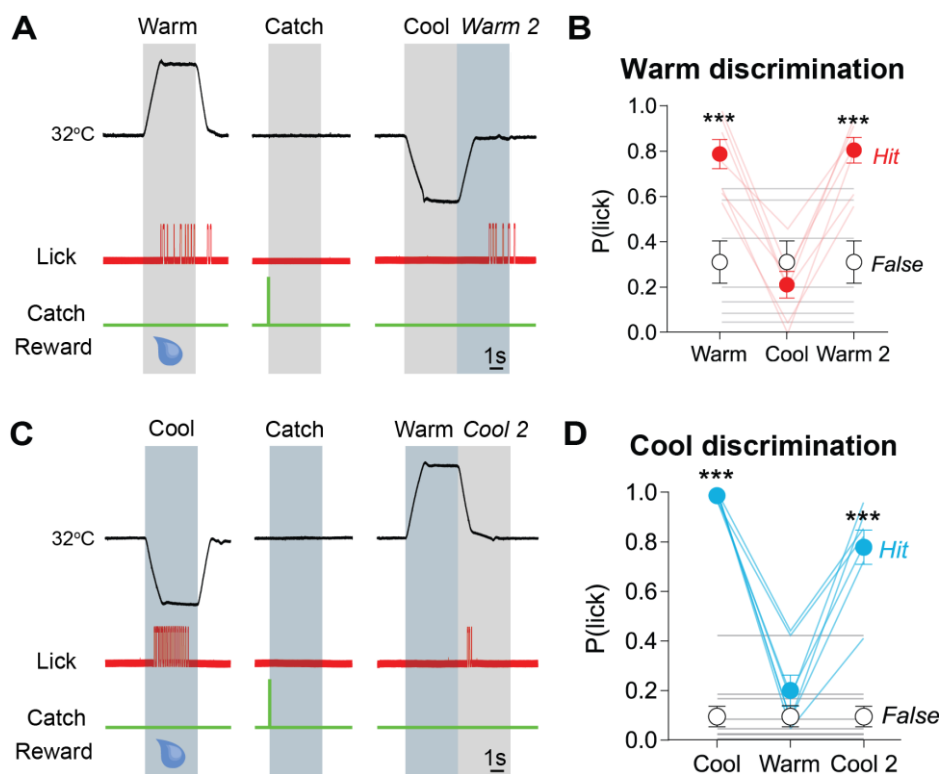 A
Warm Catch Cool Warm 2
32°C
Lick
Catch
Reward
1s
B
Warm discrimination
1.0
0.8
0.6
0.4
0.2
0.0
P(lick)
*** ***
Hit
False
Warm Cool Warm 2
C
Cool Catch Warm Cool 2
32°C
Lick
Catch
Reward
1s
D
Cool discrimination
1.0
0.8
0.6
0.4
0.2
0.0
P(lick)
***
***
Hit
False
Cool Warm Cool 2